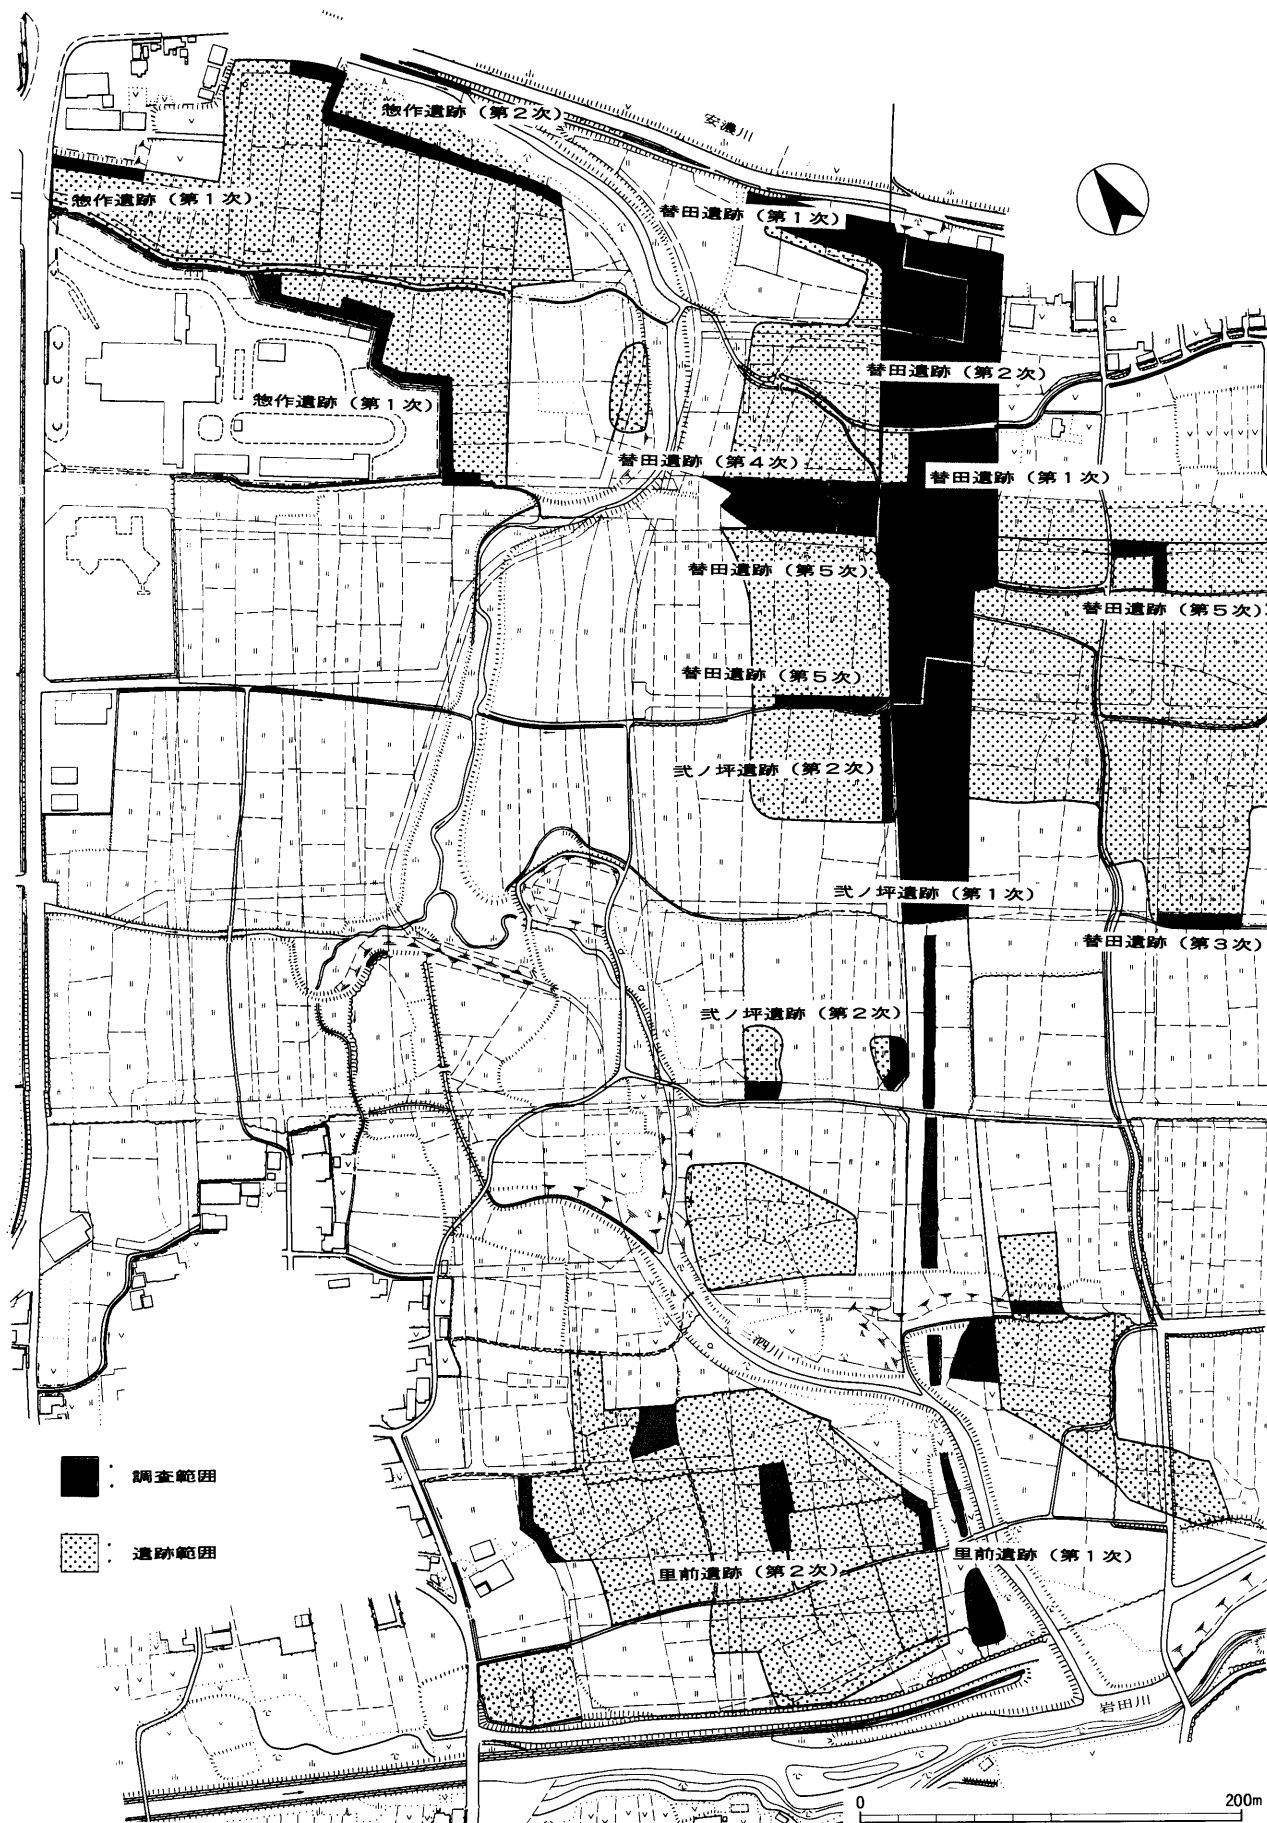 惣作遺跡（第２次）
安濃川
惣作遺跡（第１次）
替田遺跡（第１次）
替田遺跡（第２次）
惣作遺跡（第１次）
替田遺跡（第４次）
替田遺跡（第１次）
替田遺跡（第５次）
替田遺跡（第５次）
替田遺跡（第５次）
弐ノ坪遺跡（第２次）
弐ノ坪遺跡（第１次）
替田遺跡（第３次）
弐ノ坪遺跡（第２次）
三泗川
：調査範囲
：遺跡範囲
里前遺跡（第１次）
里前遺跡（第２次）
岩田川
0 200m